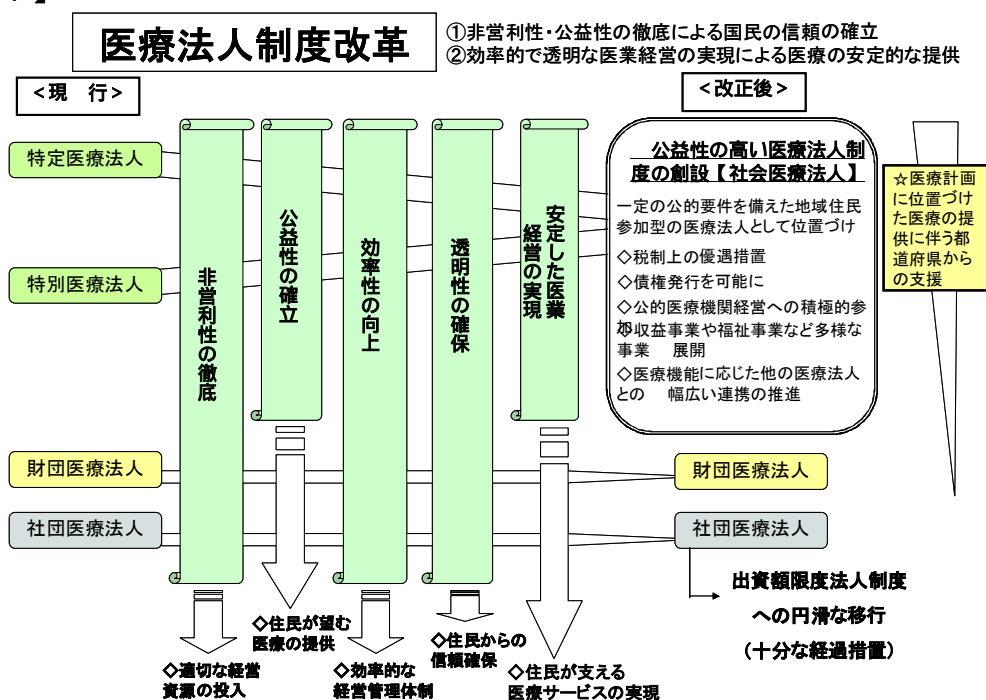 】
医療法人制度改革
①非営利性・公益性の徹底による国民の信頼の確立
②効率的で透明な医業経営の実現による医療の安定的な提供
＜現　行＞
＜改正後＞
特定医療法人
特別医療法人
財団医療法人
社団医療法人
非営利性の徹底
公益性の確立
効率性の向上
透明性の確保
安定した医業
経営の実現
公益性の高い医療法人制
度の創設【社会医療法人】
一定の公的要件を備えた地域住民
参加型の医療法人として位置づけ
◇税制上の優遇措置
◇債権発行を可能に
◇公的医療機関経営への積極的参
加
◇収益事業や福祉事業など多様な
事業　展開
◇医療機能に応じた他の医療法人
との　幅広い連携の推進
☆医療計画
に位置づけ
た医療の提
供に伴う都
道府県から
の支援
財団医療法人
社団医療法人
出資額限度法人制度
への円滑な移行
（十分な経過措置）
◇適切な経営
資源の投入
◇住民が望む
医療の提供
◇効率的な
経営管理体制
◇住民からの
信頼確保
◇住民が支える
医療サービスの実現